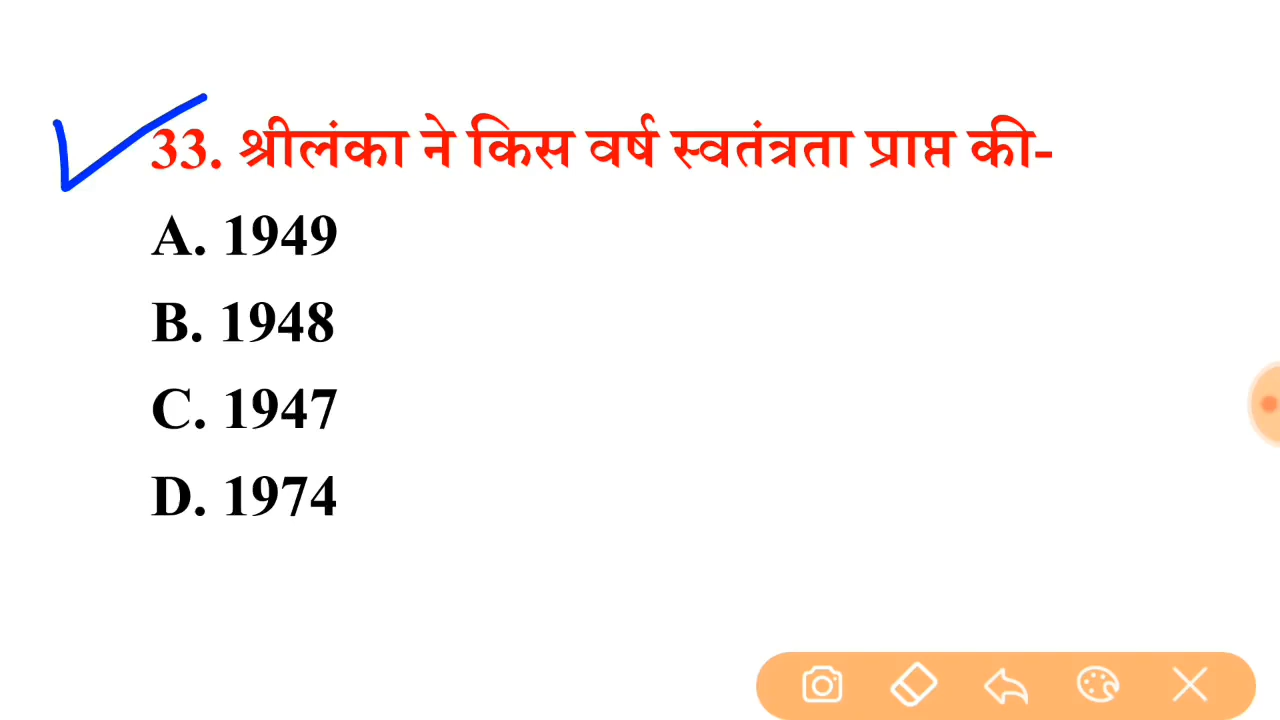 33. श्रीलंका ने किस वर्ष स्वतंत्रता प्राप्त की-
A. 1949
B. 1948
C. 1947
D. 1974